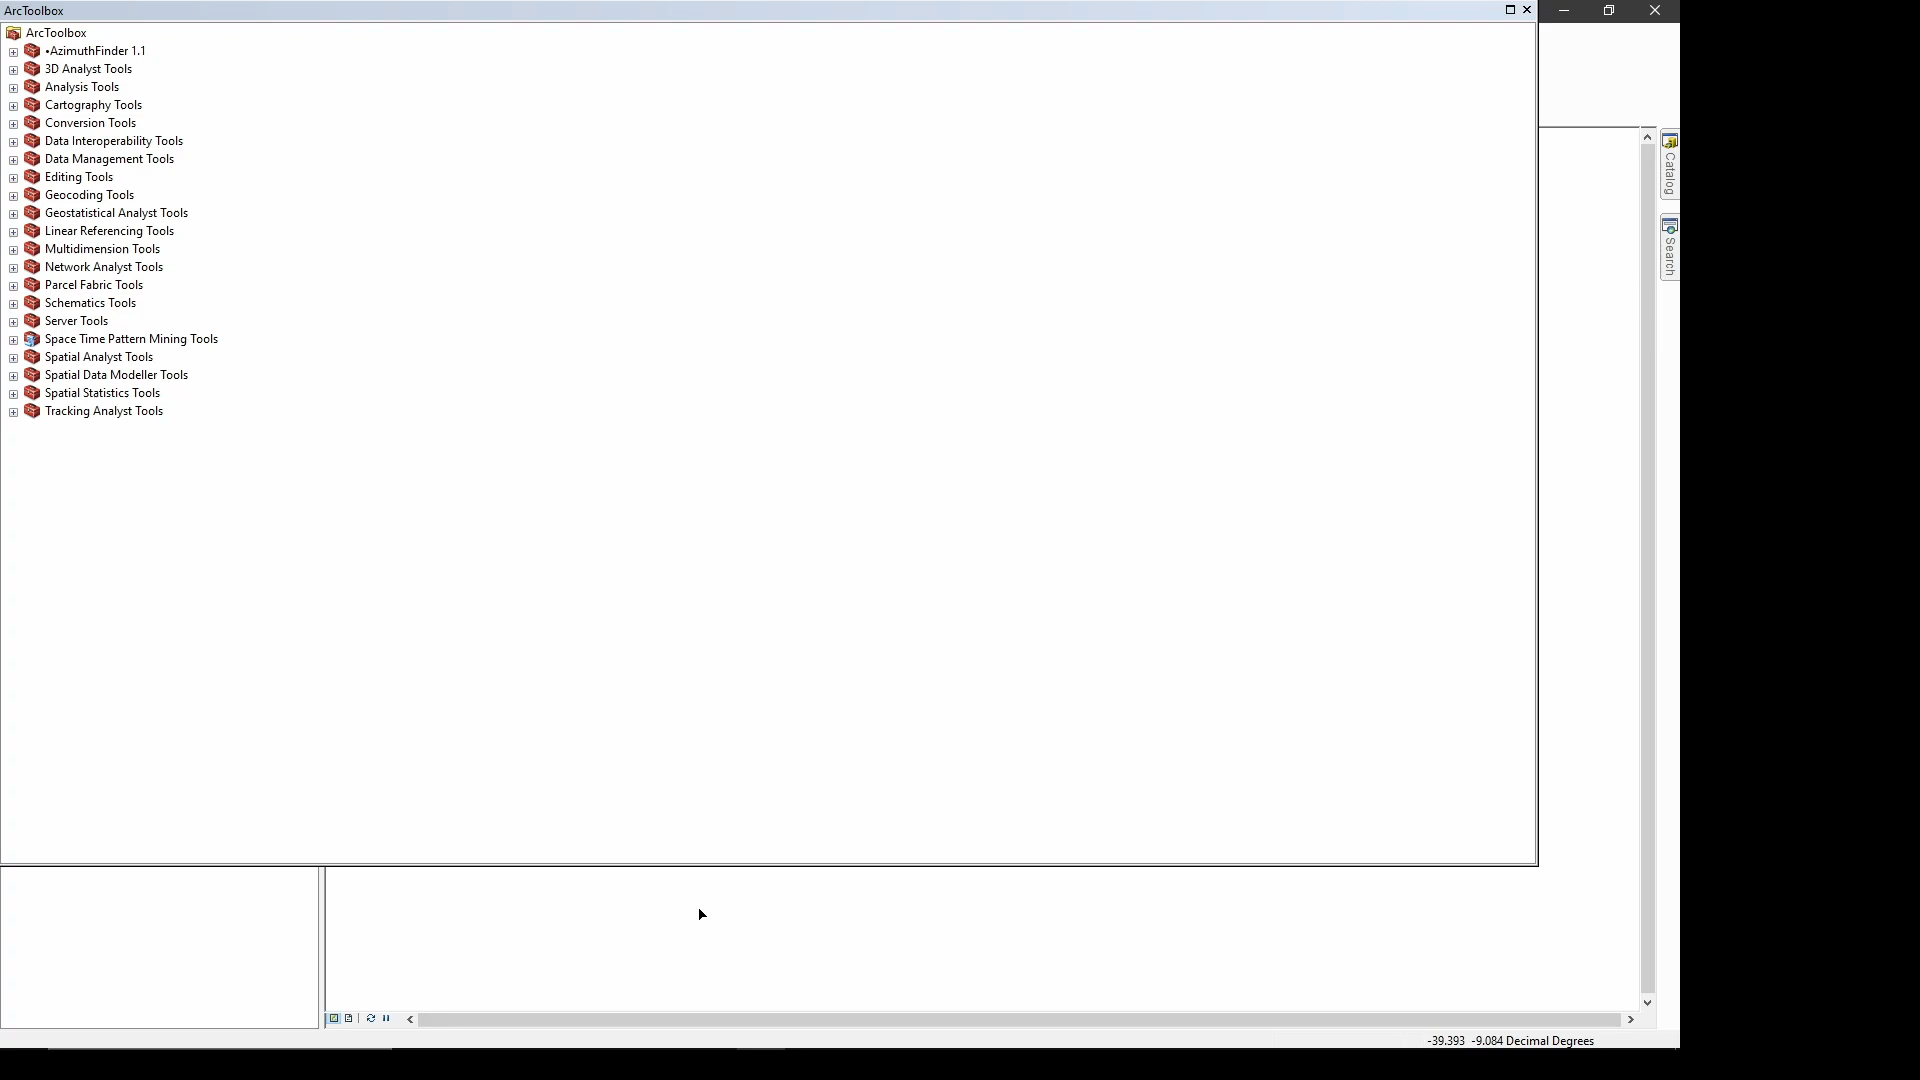 ArcToolbox
ArcToolbox
•AzimuthFinder 1.1
3D Analyst Tools
Analysis Tools
Cartography Tools
Conversion Tools
Data Interoperability Tools
Data Management Tools
Editing Tools
Geocoding Tools
Geostatistical Analyst Tools
Linear Referencing Tools
Multidimension Tools
Network Analyst Tools
Parcel Fabric Tools
Schematics Tools
Server Tools
Space Time Pattern Mining Tools
Spatial Analyst Tools
Spatial Data Modeller Tools
Spatial Statistics Tools
Tracking Analyst Tools
Catalog
Search
-39.393 -9.084 Decimal Degrees